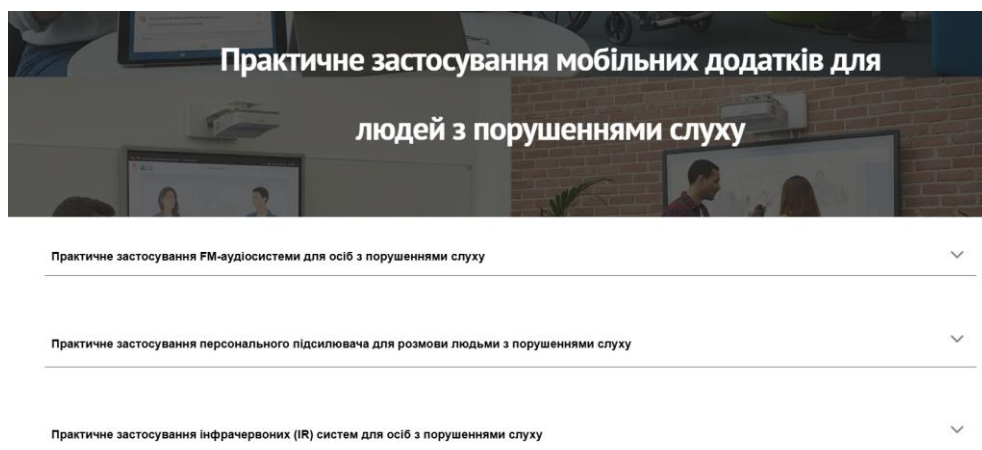 Практичне застосування мобільних додатків для
людей з порушеннями слуху
Практичне застосування FM-аудіосистеми для осіб з порушеннями слуху
Практичне застосування персонального підсилювача для розмови людьми з порушеннями слуху
Практичне застосування інфрачервоних (IR) систем для осіб з порушеннями слуху